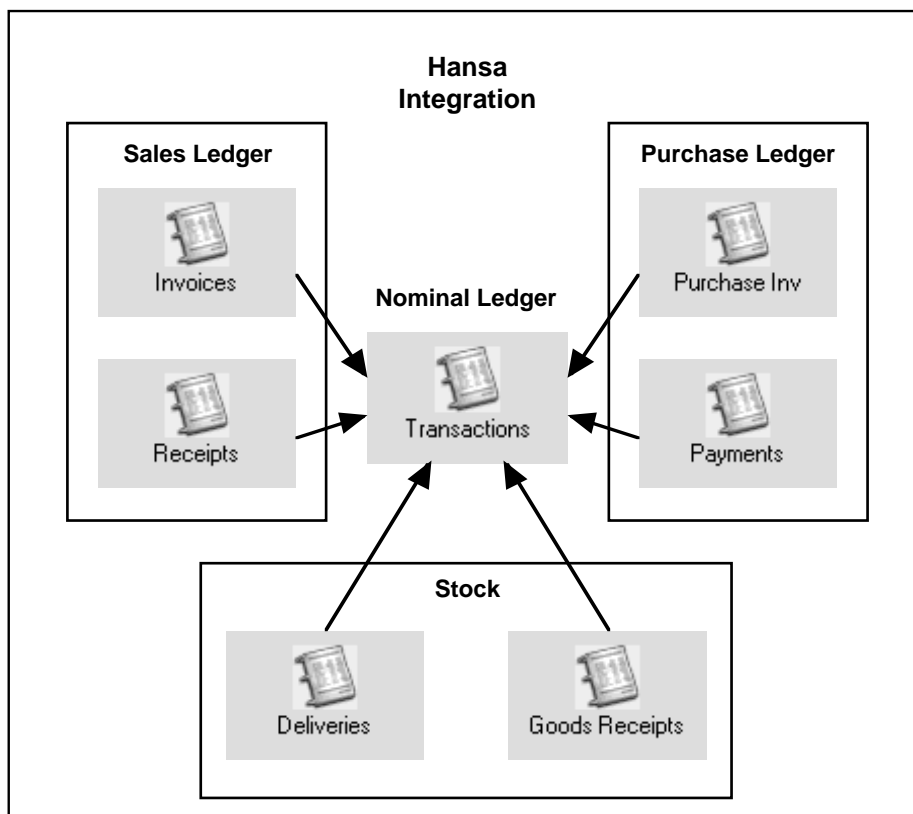 Hansa
Integration
Sales Ledger
Invoices
Receipts
Nominal Ledger
Transactions
Purchase Ledger
Purchase Inv
Payments
Stock
Deliveries
Goods Receipts